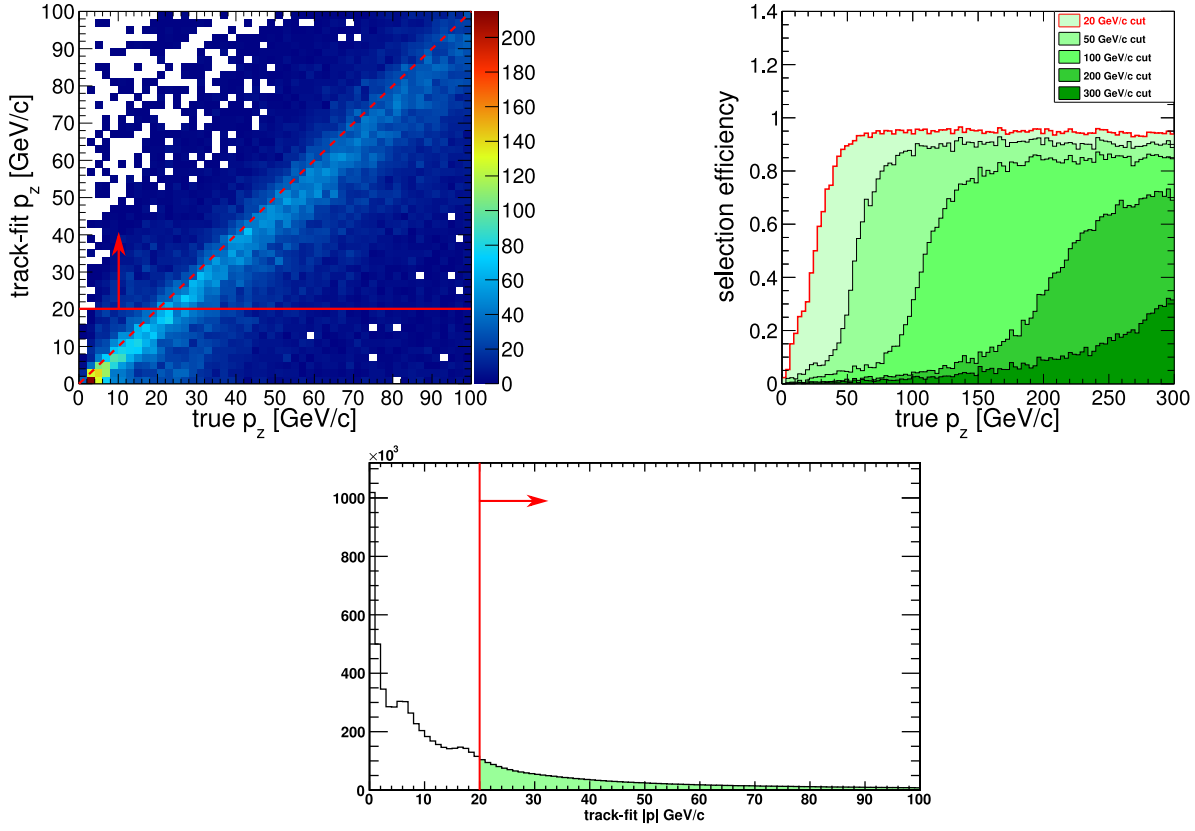 track-fit p_z [GeV/c]
100
90
80
70
60
50
40
30
20
10
0
0 10 20 30 40 50 60 70 80 90 100
true p_z [GeV/c]
200
180
160
140
120
100
80
60
40
20
0
selection efficiency
1.4
1.2
1
0.8
0.6
0.4
0.2
0
20 GeV/c cut
50 GeV/c cut
100 GeV/c cut
200 GeV/c cut
300 GeV/c cut
0 50 100 150 200 250 300
true p_z [GeV/c]
×10³
1000
800
600
400
200
0
0 10 20 30 40 50 60 70 80 90 100
track-fit |p| GeV/c